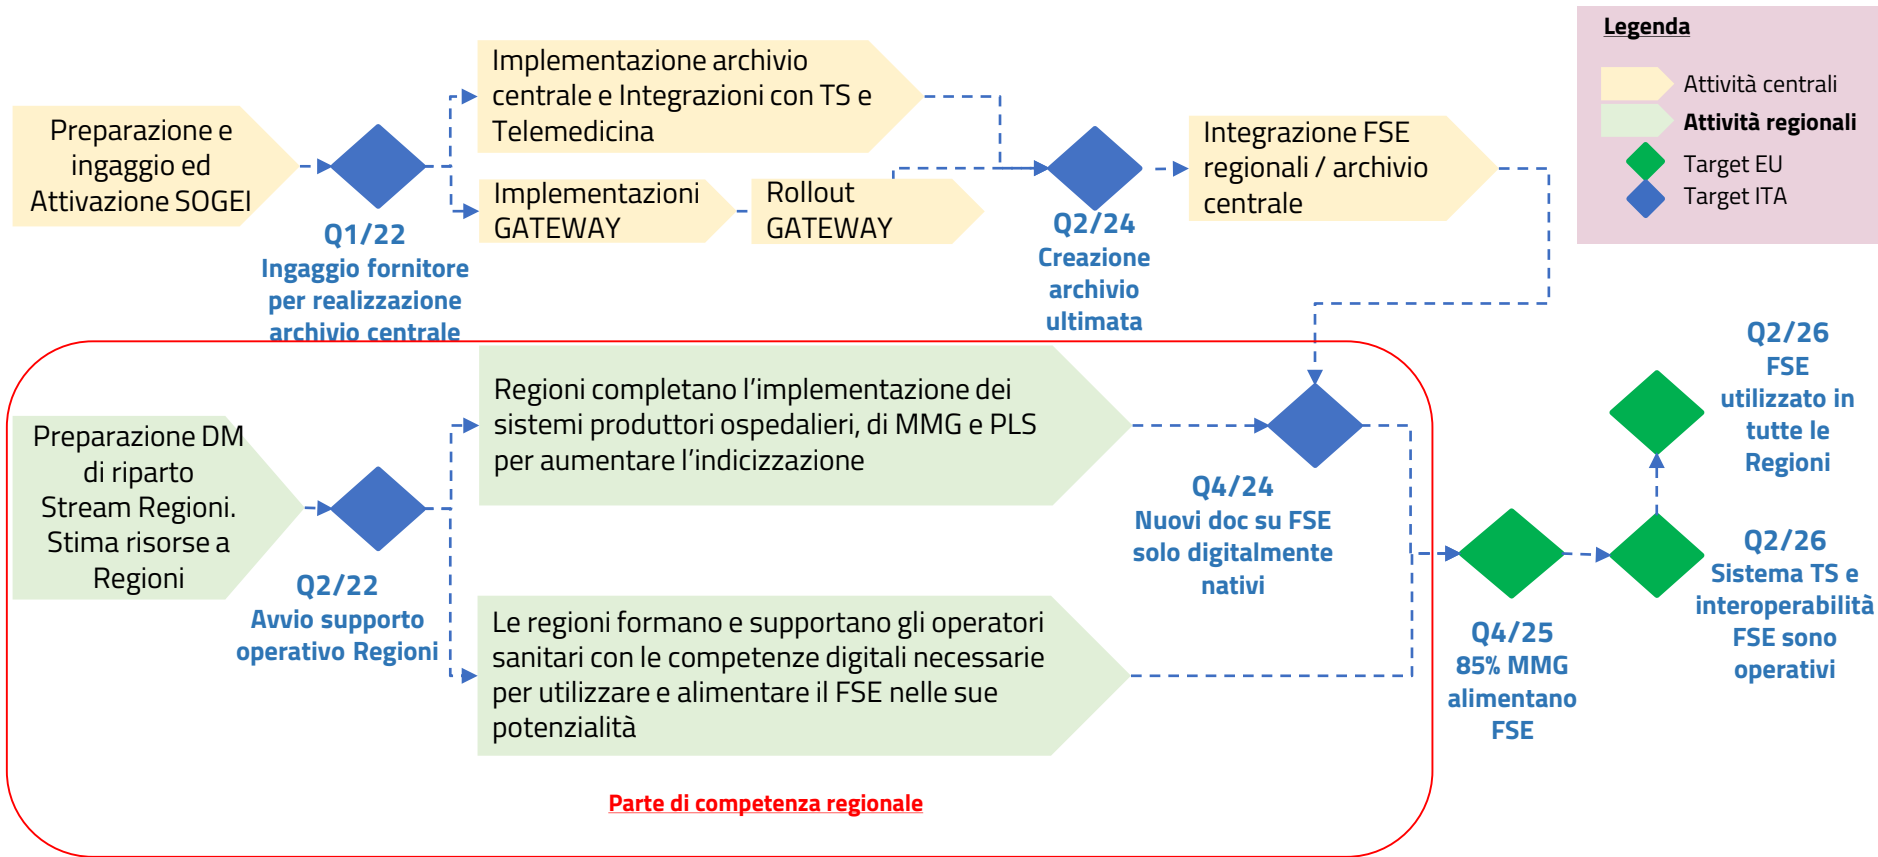 Legenda
Attività centrali
Attività regionali
Target EU
Target ITA
Preparazione e
ingaggio ed
Attivazione SOGEI
Q1/22
Ingaggio fornitore
per realizzazione
archivio centrale
Implementazione archivio
centrale e Integrazioni con TS e
Telemedicina
Implementazioni
GATEWAY
Rollout
GATEWAY
Q2/24
Creazione
archivio
ultimata
Integrazione FSE
regionali / archivio
centrale
Preparazione DM
di riparto
Stream Regioni.
Stima risorse a
Regioni
Q2/22
Avvio supporto
operativo Regioni
Regioni completano l’implementazione dei
sistemi produttori ospedalieri, di MMG e PLS
per aumentare l’indicizzazione
Le regioni formano e supportano gli operatori
sanitari con le competenze digitali necessarie
per utilizzare e alimentare il FSE nelle sue
potenzialità
Q4/24
Nuovi doc su FSE
solo digitalmente
nativi
Q4/25
85% MMG
alimentano
FSE
Q2/26
FSE
utilizzato in
tutte le
Regioni
Q2/26
Sistema TS e
interoperabilità
FSE sono
operativi
Parte di competenza regionale